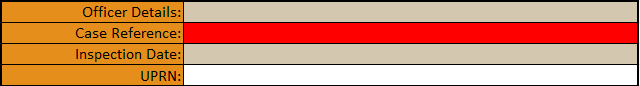 Officer Details:
Case Reference:
Inspection Date:
UPRN: